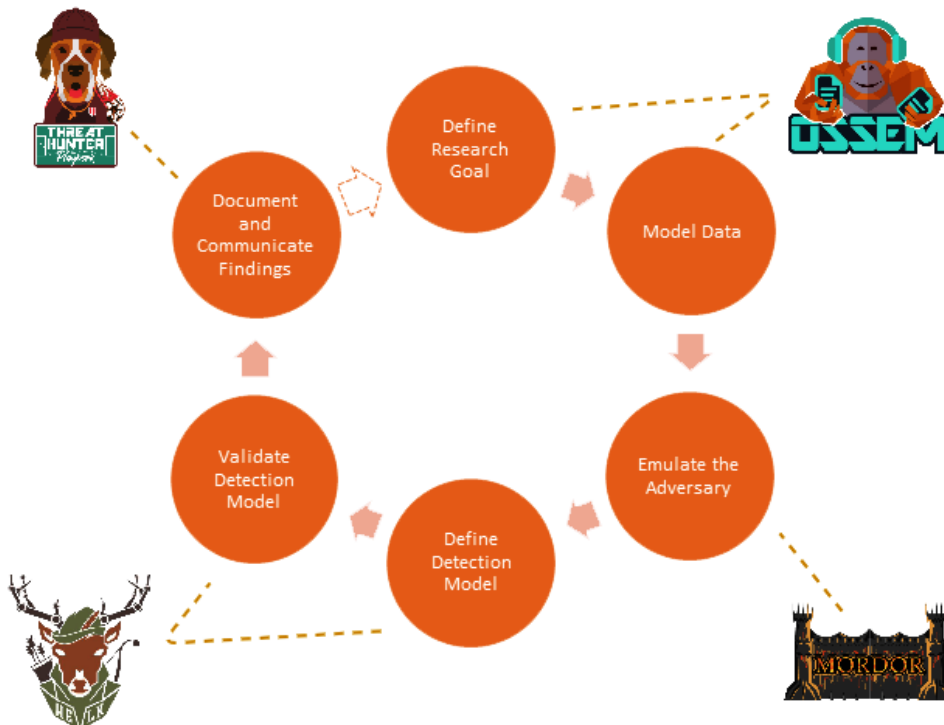 THREAT
HUNTER
Playbook
OSSEM
Define
Research
Goal
Document
and
Communicate
Findings
Model Data
Validate
Detection
Model
Emulate the
Adversary
Define
Detection
Model
MORDOR
HELK